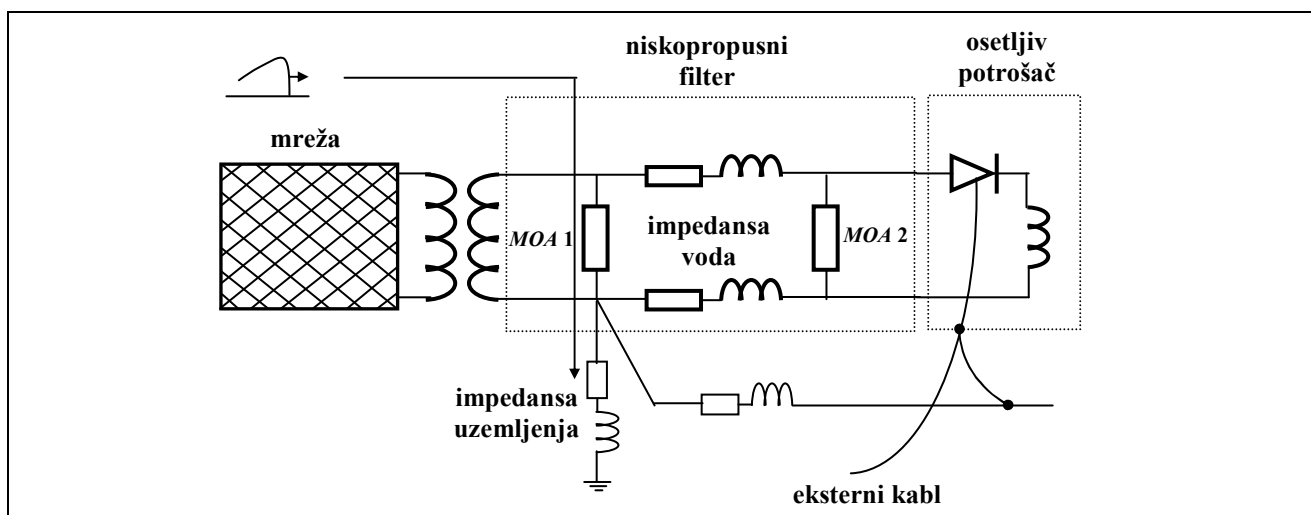 niskopropusni
filter
osetljiv
potrošač
mreža
MOA 1
impedansa
voda
MOA 2
impedansa
uzemljenja
eksterni kabl